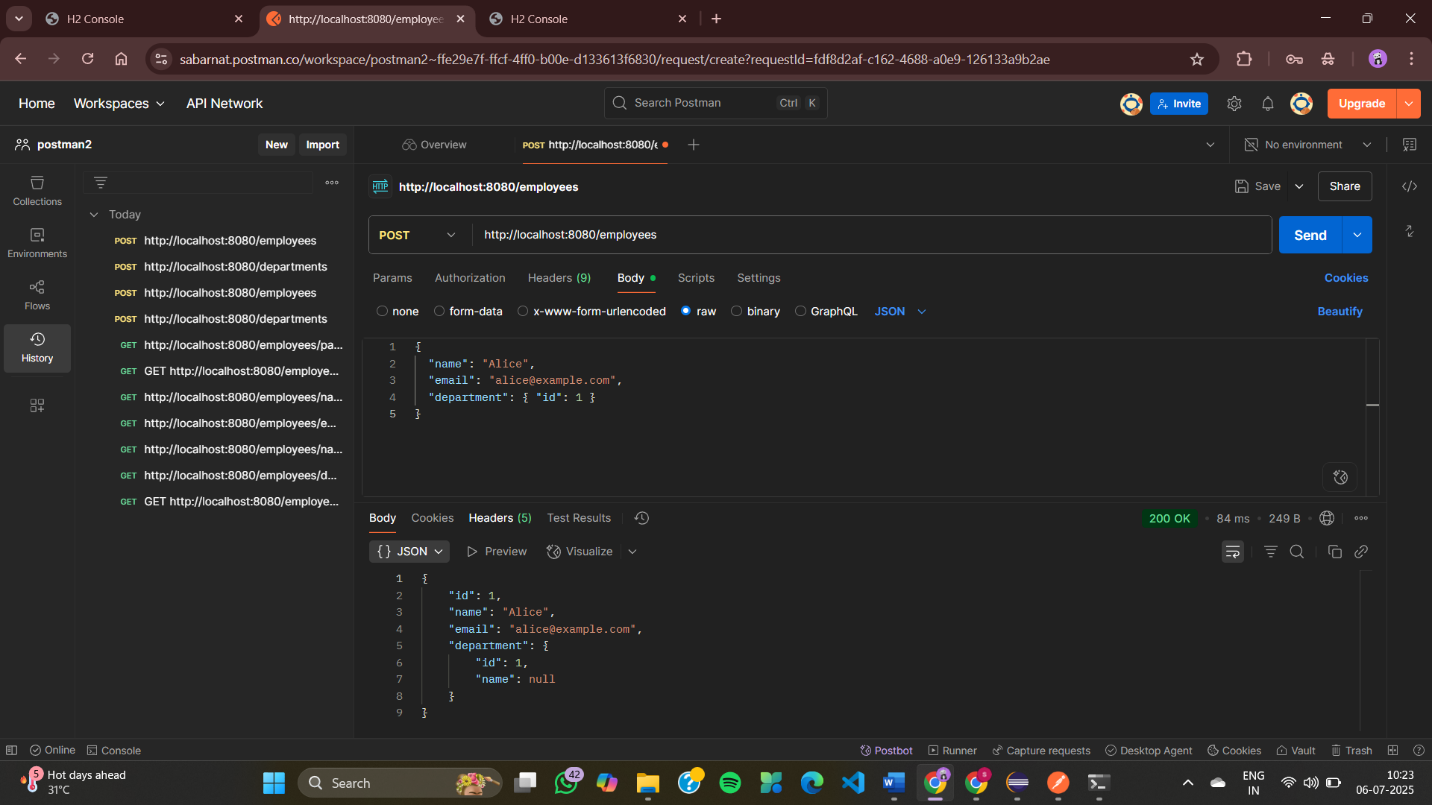 H2 Console
http://localhost:8080/employee
H2 Console
sabarnat.postman.co/workspace/postman2~ffe29e7f-ffcf-4ff0-b00e-d133613f6830/request/create?requestId=fdf8d2af-c162-4688-a0e9-126133a9b2ae
Home Workspaces API Network
Search Postman Ctrl K
Invite
Upgrade
postman2 New Import
Overview
POST http://localhost:8080/e
No environment
Collections
Environments
Flows
History
Today
POST http://localhost:8080/employees
POST http://localhost:8080/departments
POST http://localhost:8080/employees
POST http://localhost:8080/departments
GET http://localhost:8080/employees/pa...
GET GET http://localhost:8080/employe...
GET http://localhost:8080/employees/na...
GET http://localhost:8080/employees/e...
GET http://localhost:8080/employees/na...
GET http://localhost:8080/employees/d...
GET GET http://localhost:8080/employe...
HTTP http://localhost:8080/employees
Save Share
POST http://localhost:8080/employees
Send
Params Authorization Headers (9) Body Scripts Settings Cookies
none form-data x-www-form-urlencoded raw binary GraphQL JSON Beautify
1 {
2 "name": "Alice",
3 "email": "alice@example.com",
4 "department": { "id": 1 }
5 }
Body Cookies Headers (5) Test Results
200 OK 84 ms 249 B
{} JSON Preview Visualize
1 {
2 "id": 1,
3 "name": "Alice",
4 "email": "alice@example.com",
5 "department": {
6 "id": 1,
7 "name": null
8 }
9 }
Online Console
Postbot Runner Capture requests Desktop Agent Cookies Vault Trash
5 Hot days ahead
31°C
Search
42
ENG
IN
10:23
06-07-2025